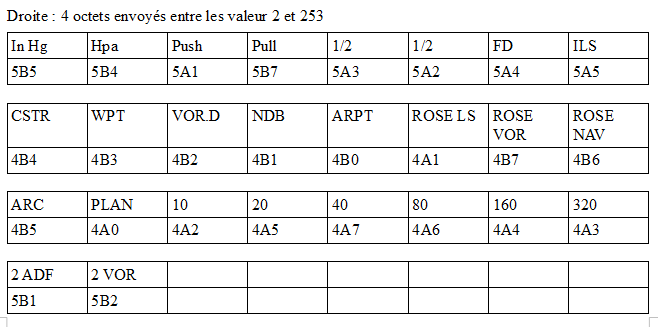 Droite : 4 octets envoyés entre les valeur 2 et 253
In Hg Hpa Push Pull 1/2 1/2 FD ILS
5B5 5B4 5A1 5B7 5A3 5A2 5A4 5A5
CSTR WPT VOR.D NDB ARPT ROSE LS ROSE VOR ROSE NAV
4B4 4B3 4B2 4B1 4B0 4A1 4B7 4B6
ARC PLAN 10 20 40 80 160 320
4B5 4A0 4A2 4A5 4A7 4A6 4A4 4A3
2 ADF 2 VOR
5B1 5B2